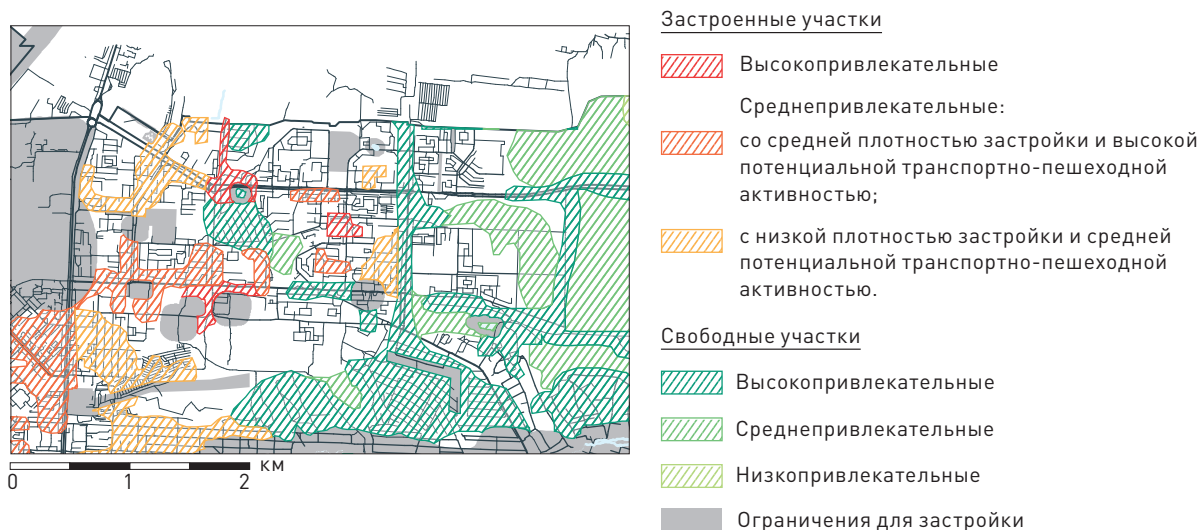 Застроенные участки
Высокопривлекательные
Среднепривлекательные:
со средней плотностью застройки и высокой
потенциальной транспортно-пешеходной
активностью;
с низкой плотностью застройки и средней
потенциальной транспортно-пешеходной
активностью.
Свободные участки
Высокопривлекательные
Среднепривлекательные
Низкопривлекательные
Ограничения для застройки
км
0 1 2